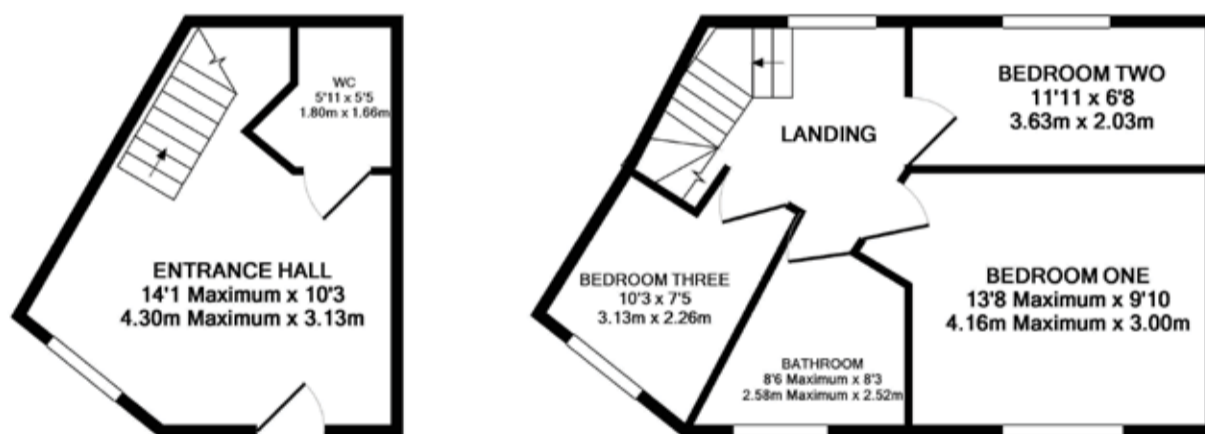 WC
5'11 x 5'5
1.80m x 1.66m
ENTRANCE HALL
14'1 Maximum x 10'3
4.30m Maximum x 3.13m
BEDROOM TWO
11'11 x 6'8
3.63m x 2.03m
LANDING
BEDROOM THREE
10'3 x 7'5
3.13m x 2.26m
BEDROOM ONE
13'8 Maximum x 9'10
4.16m Maximum x 3.00m
BATHROOM
8'6 Maximum x 8'3
2.58m Maximum x 2.52m